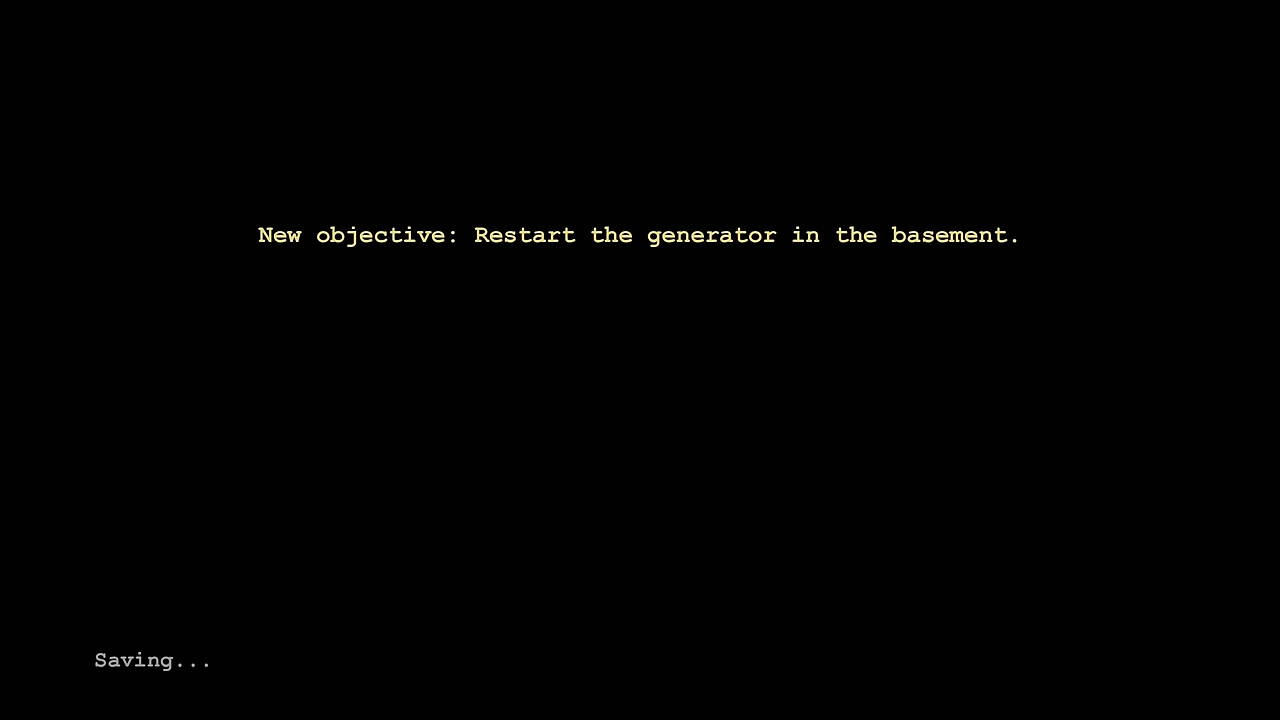 New objective: Restart the generator in the basement.
Saving...